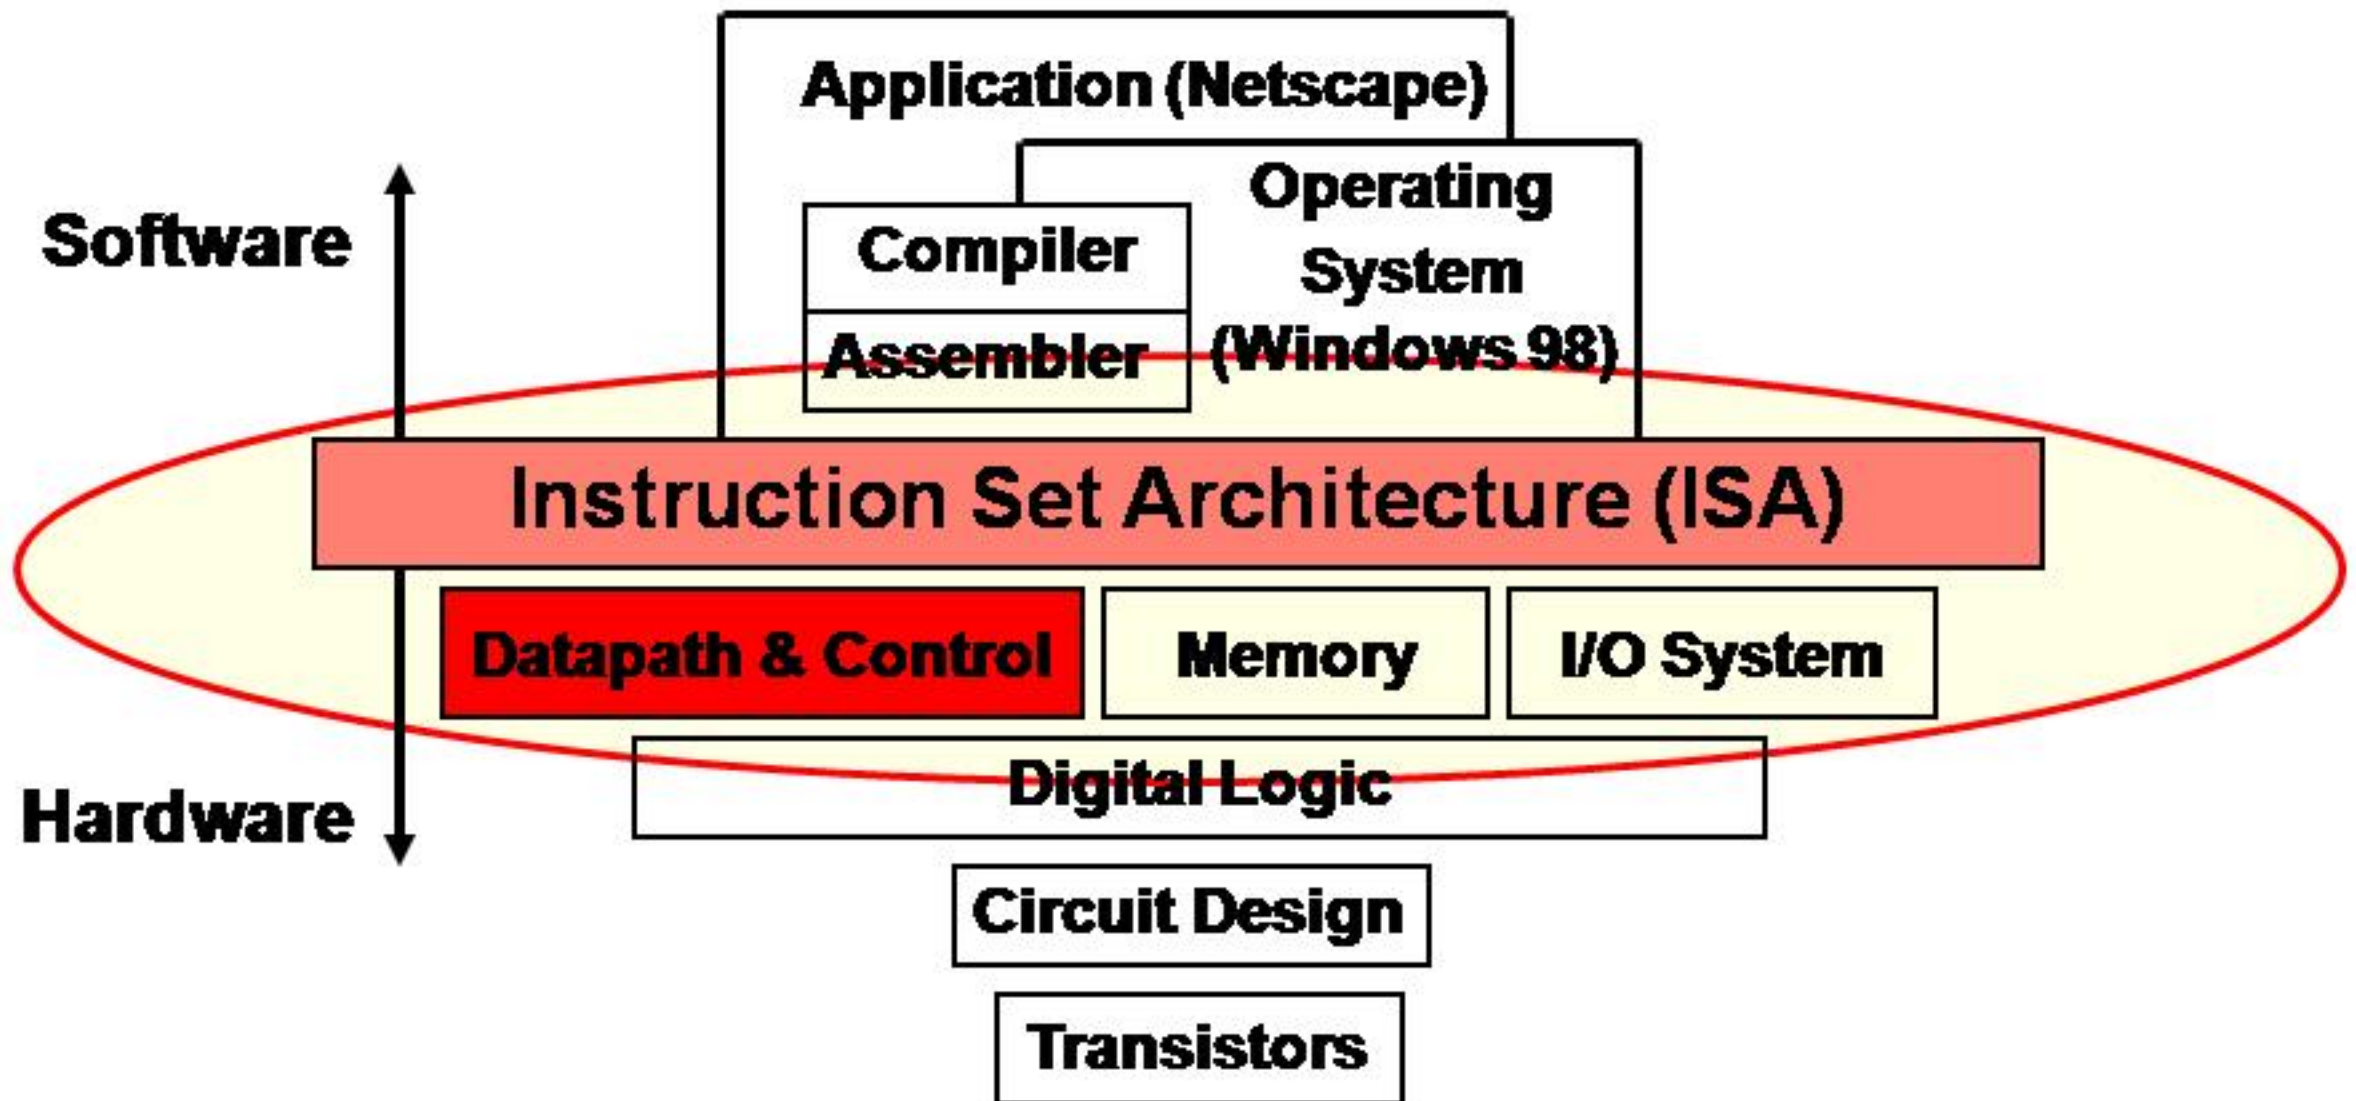 Application (Netscape)
Operating
System
(Windows 98)
Software
Compiler
Assembler
Instruction Set Architecture (ISA)
Datapath & Control
Memory
I/O System
Hardware
Digital Logic
Circuit Design
Transistors